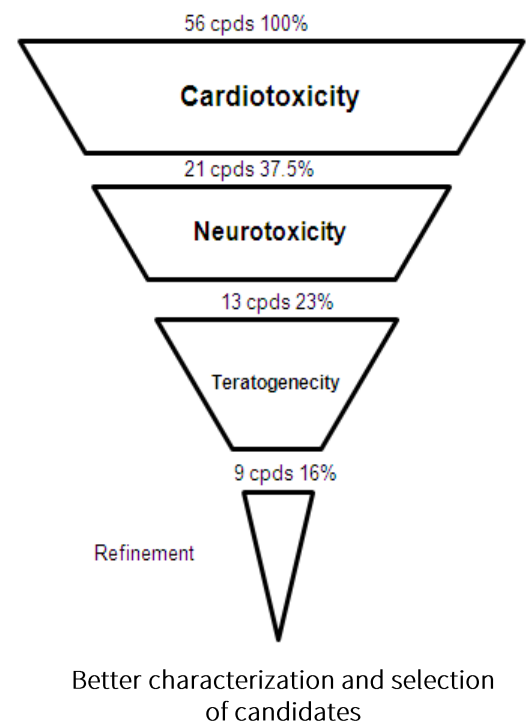 56 cpds 100%
Cardiotoxicity
21 cpds 37.5%
Neurotoxicity
13 cpds 23%
Teratogenecity
9 cpds 16%
Refinement
Better characterization and selection
of candidates